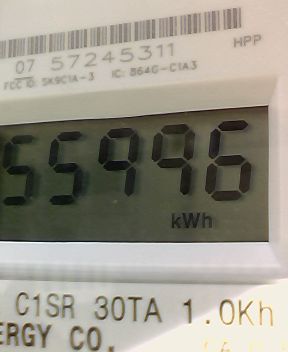 07 57245311
HPP
FCC ID: SK9C1A-3 IC: 864G-C1A3
55996
kWh
C1SR 30TA 1.0Kh
ERGY CO.